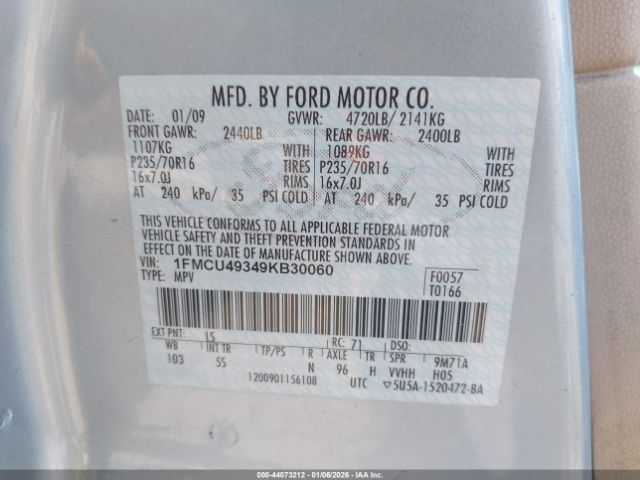 MFD. BY FORD MOTOR CO.
DATE: 01/09 GVWR: 4720LB/ 2141KG
FRONT GAWR: 2440LB REAR GAWR: 2400LB
1107KG WITH 1089KG WITH
P235/70R16 TIRES P235/70R16 TIRES
16x7.0J RIMS 16x7.0J RIMS
AT 240 kPa/ 35 PSI COLD AT 240 kPa/ 35 PSI COLD
THIS VEHICLE CONFORMS TO ALL APPLICABLE FEDERAL MOTOR
VEHICLE SAFETY AND THEFT PREVENTION STANDARDS IN
EFFECT ON THE DATE OF MANUFACTURE SHOWN ABOVE.
VIN: 1FMCU49349KB30060 F0057
TYPE: MPV T0166
EXT PNT: LS RC: 71 DSO:
WB INT TR TP/PS R AXLE TR SPR 9M71A
103 55 N 96 H VVHH H05
1200901156108 UTC ▽5U5A-1520472-BA
000-44073212 - 01/06/2026 - IAAI.CA